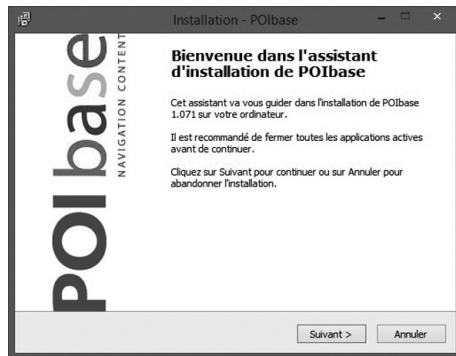 Installation - POIbase
POIbase
NAVIGATION CONTENT
Bienvenue dans l'assistant
d'installation de POIbase
Cet assistant va vous guider dans l'installation de POIbase
1.071 sur votre ordinateur.
Il est recommandé de fermer toutes les applications actives
avant de continuer.
Cliquez sur Suivant pour continuer ou sur Annuler pour
abandonner l'installation.
Suivant >
Annuler